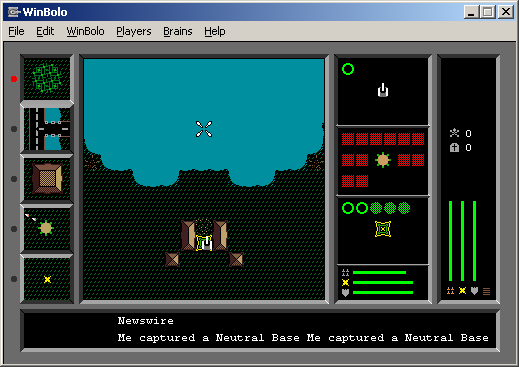 WinBolo
File Edit WinBolo Players Brains Help
0
0
Newswire
Me captured a Neutral Base Me captured a Neutral Base